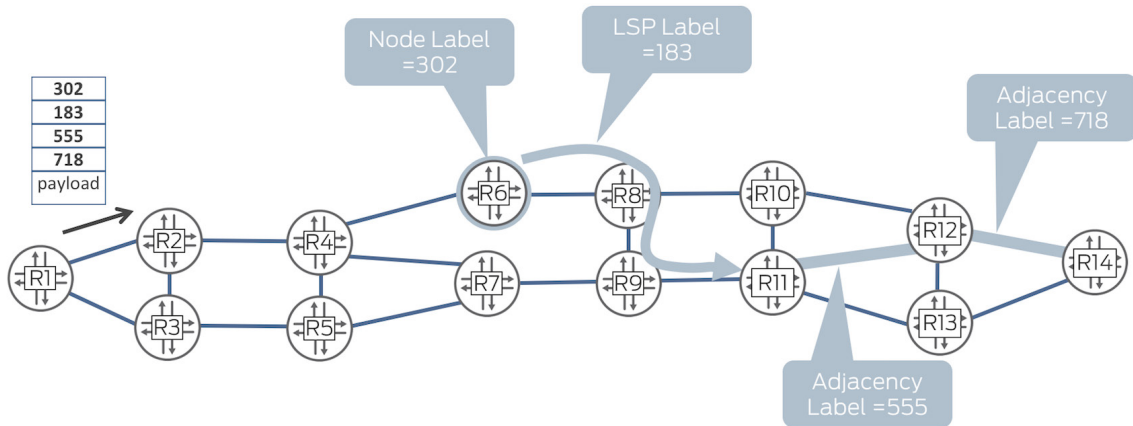 Node Label
=302
LSP Label
=183
Adjacency
Label =718
302
183
555
718
payload
R6
R8
R10
R2
R4
R12
R1
R7
R9
R11
R14
R3
R5
R13
Adjacency
Label =555